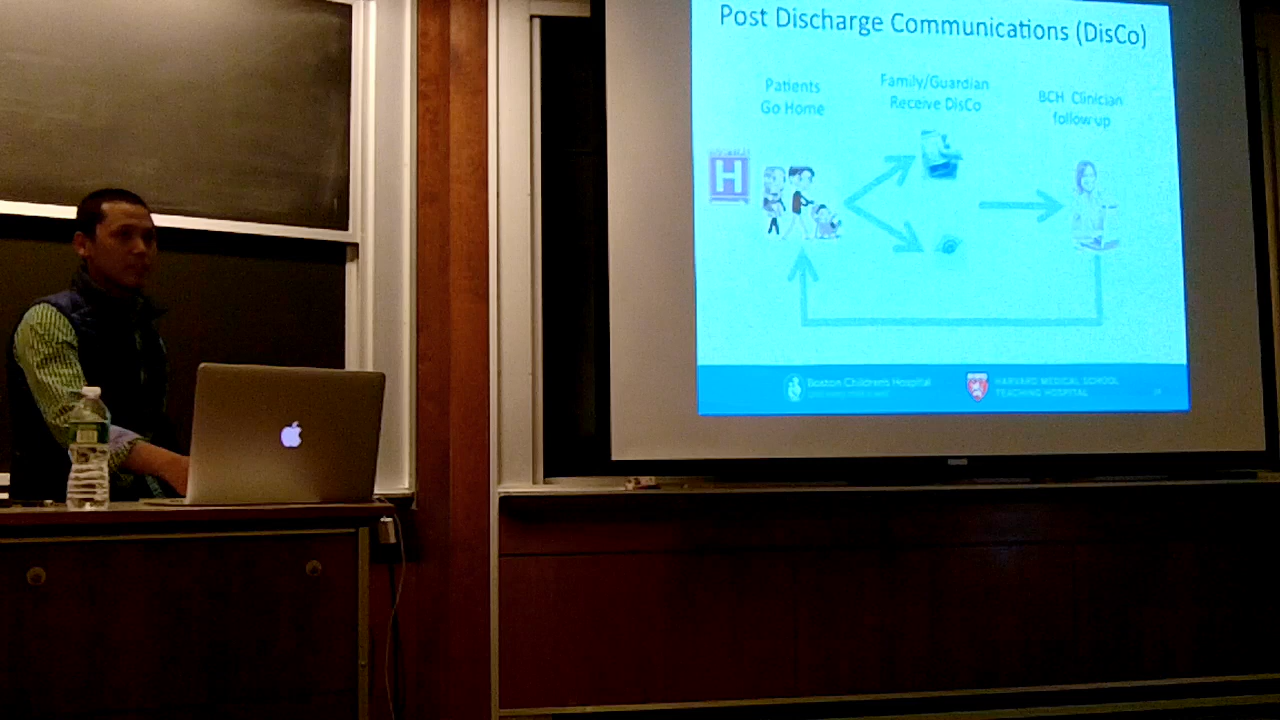 Post Discharge Communications (DisCo)
Patients
Go Home
Family/Guardian
Receive DisCo
BCH Clinician
follow-up
H
Boston Children's Hospital
HARVARD MEDICAL SCHOOL
TEACHING HOSPITAL